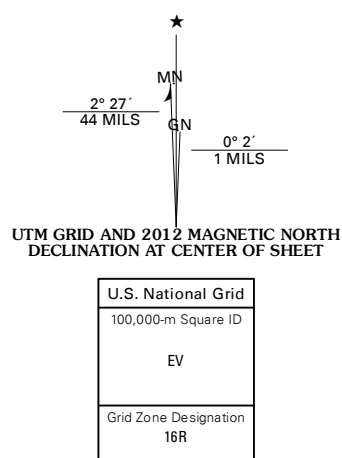 ★
MN
2° 27´
44 MILS
GN
0° 2´
1 MILS
UTM GRID AND 2012 MAGNETIC NORTH
DECLINATION AT CENTER OF SHEET
U.S. National Grid
100,000-m Square ID
EV
Grid Zone Designation
16R